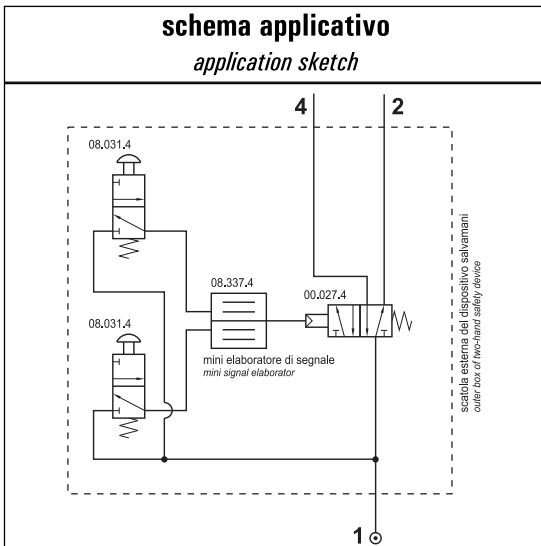 schema applicativo
application sketch
4 2
08.031.4
08.337.4
00.027.4
08.031.4
mini elaboratore di segnale
mini signal elaborator
scatola esterna del dispositivo salvamani
outer box of two-hand safety device
1